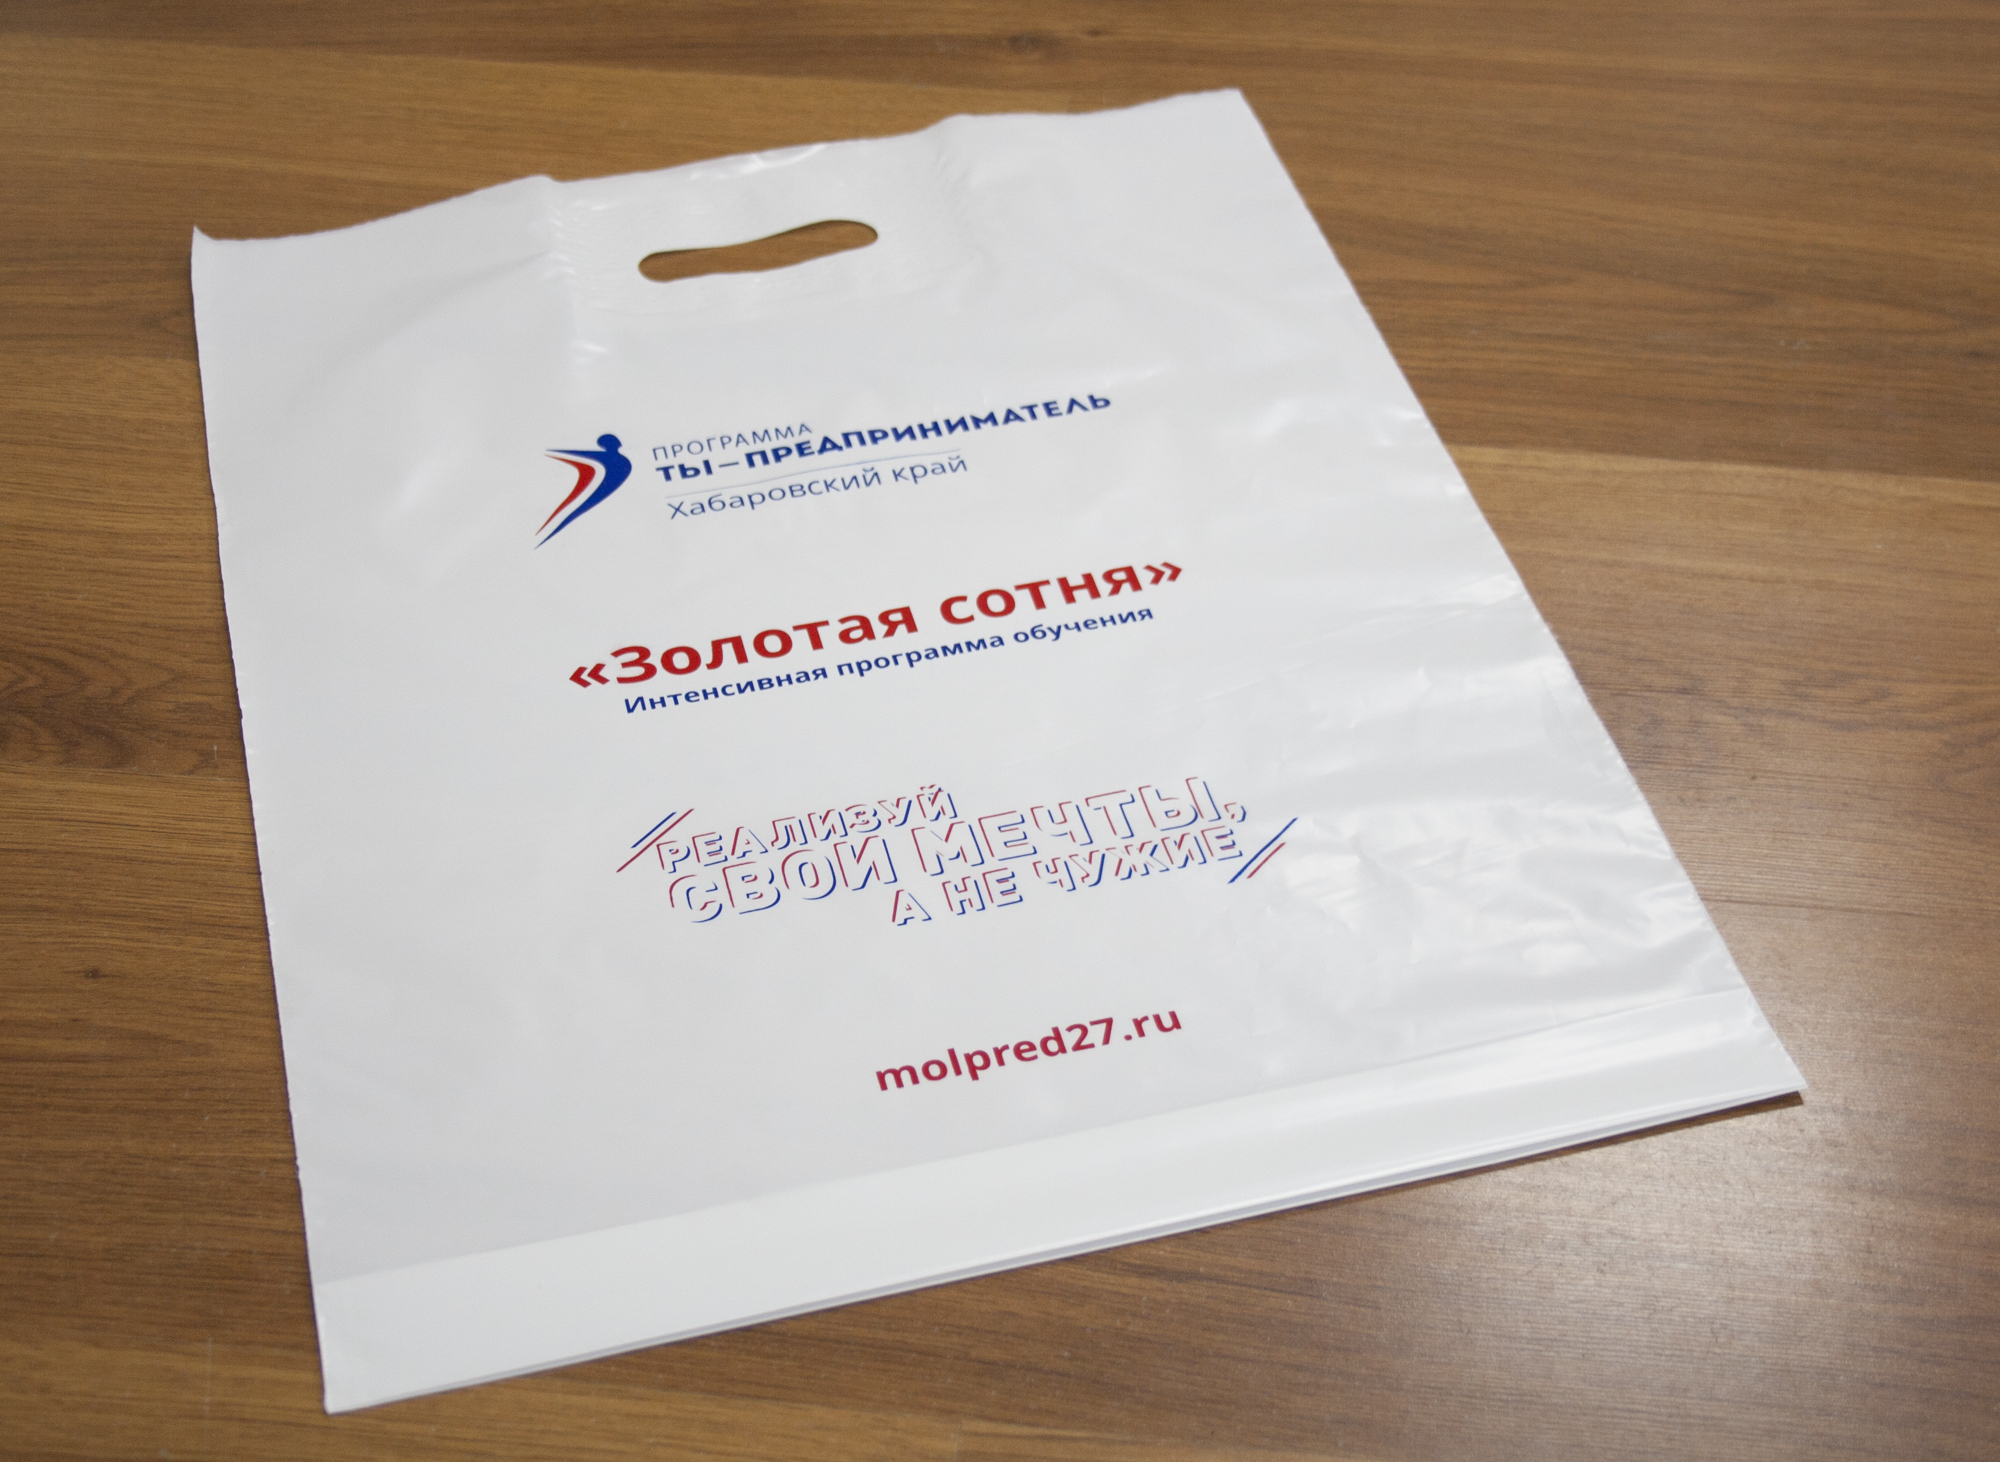 ПРОГРАММА
ТЫ–ПРЕДПРИНИМАТЕЛЬ
Хабаровский край
«Золотая сотня»
Интенсивная программа обучения
РЕАЛИЗУЙ
СВОИ МЕЧТЫ,
А НЕ ЧУЖИЕ
molpred27.ru